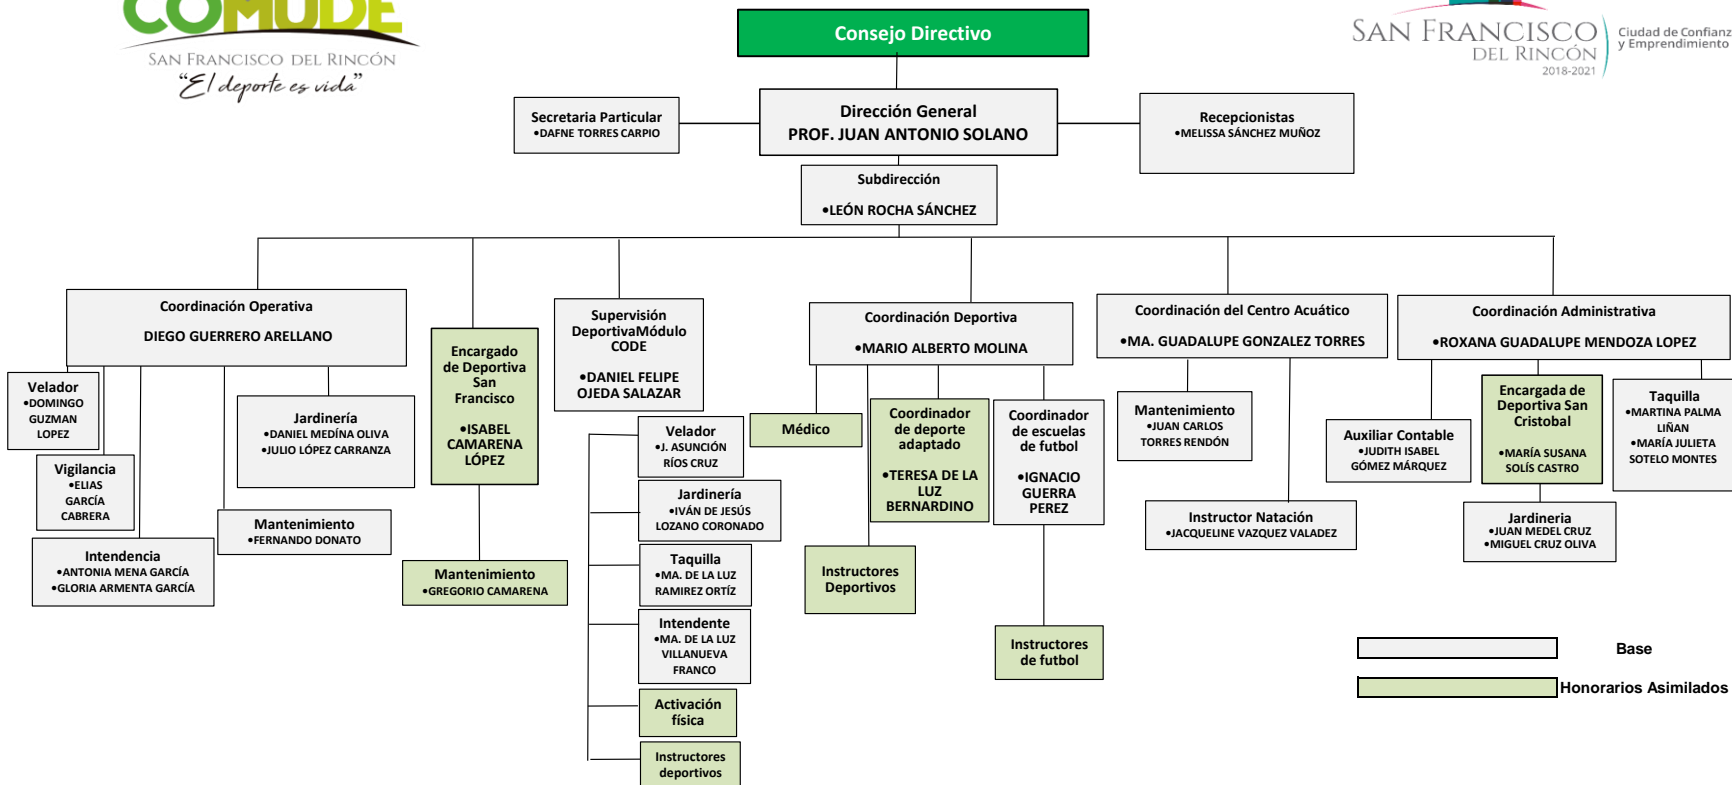 COMUDE
SAN FRANCISCO DEL RINCÓN
“El deporte es vida”
Consejo Directivo
SAN FRANCISCO
DEL RINCÓN
2018-2021
Ciudad de Confianz
y Emprendimiento
Secretaria Particular
•DAFNE TORRES CARPIO
Dirección General
PROF. JUAN ANTONIO SOLANO
Recepcionistas
•MELISSA SÁNCHEZ MUÑOZ
Subdirección
•LEÓN ROCHA SÁNCHEZ
Coordinación Operativa
DIEGO GUERRERO ARELLANO
Velador
•DOMINGO
GUZMAN
LOPEZ
Vigilancia
•ELIAS
GARCÍA
CABRERA
Intendencia
•ANTONIA MENA GARCÍA
•GLORIA ARMENTA GARCÍA
Jardinería
•DANIEL MEDÍNA OLIVA
•JULIO LÓPEZ CARRANZA
Mantenimiento
•FERNANDO DONATO
Encargado
de Deportiva
San
Francisco
•ISABEL
CAMARENA
LÓPEZ
Mantenimiento
•GREGORIO CAMARENA
Supervisión
DeportivaMódulo
CODE
•DANIEL FELIPE
OJEDA SALAZAR
Velador
•J. ASUNCIÓN
RÍOS CRUZ
Jardinería
•IVÁN DE JESÚS
LOZANO CORONADO
Taquilla
•MA. DE LA LUZ
RAMIREZ ORTÍZ
Intendente
•MA. DE LA LUZ
VILLANUEVA
FRANCO
Activación
física
Instructores
deportivos
Coordinación Deportiva
•MARIO ALBERTO MOLINA
Médico
Instructores
Deportivos
Coordinador
de deporte
adaptado
•TERESA DE LA
LUZ
BERNARDINO
Coordinador
de escuelas
de futbol
•IGNACIO
GUERRA
PEREZ
Instructores
de futbol
Coordinación del Centro Acuático
•MA. GUADALUPE GONZALEZ TORRES
Mantenimiento
•JUAN CARLOS
TORRES RENDÓN
Instructor Natación
•JACQUELINE VAZQUEZ VALADEZ
Coordinación Administrativa
•ROXANA GUADALUPE MENDOZA LOPEZ
Auxiliar Contable
•JUDITH ISABEL
GÓMEZ MÁRQUEZ
Encargada de
Deportiva San
Cristobal
•MARÍA SUSANA
SOLÍS CASTRO
Jardineria
•JUAN MEDEL CRUZ
•MIGUEL CRUZ OLIVA
Taquilla
•MARTINA PALMA
LIÑAN
•MARÍA JULIETA
SOTELO MONTES
Base
Honorarios Asimilados